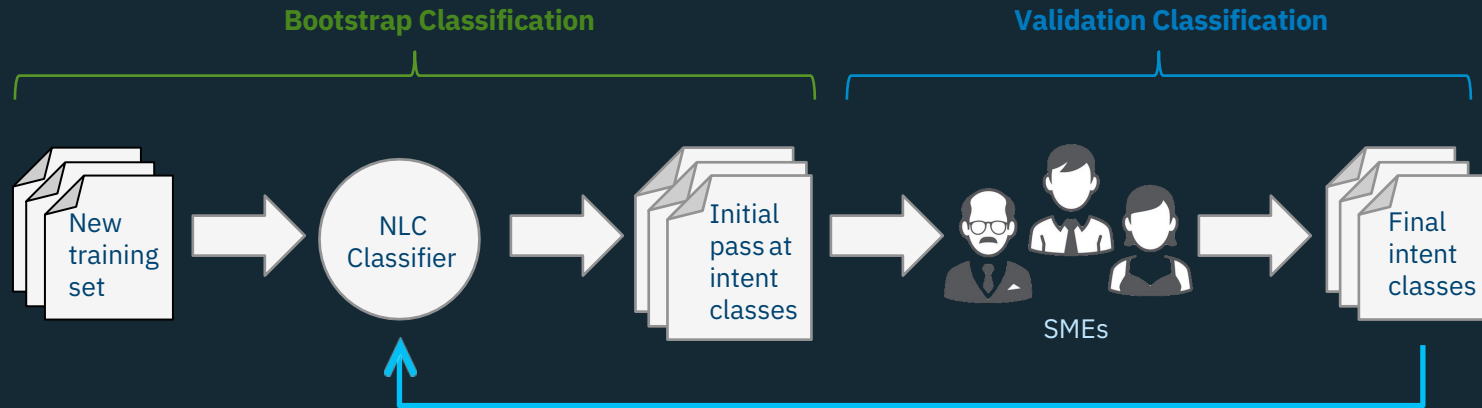 Bootstrap Classification
Validation Classification
New
training
set
NLC
Classifier
Initial
pass at
intent
classes
SMEs
Final
intent
classes